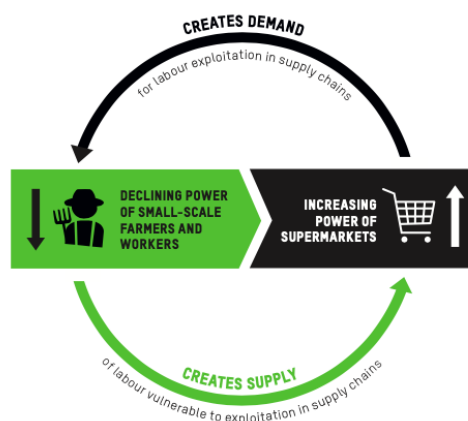 CREATES DEMAND
for labour exploitation in supply chains
DECLINING POWER
OF SMALL-SCALE
FARMERS AND
WORKERS
INCREASING
POWER OF
SUPERMARKETS
CREATES SUPPLY
of labour vulnerable to exploitation in supply chains